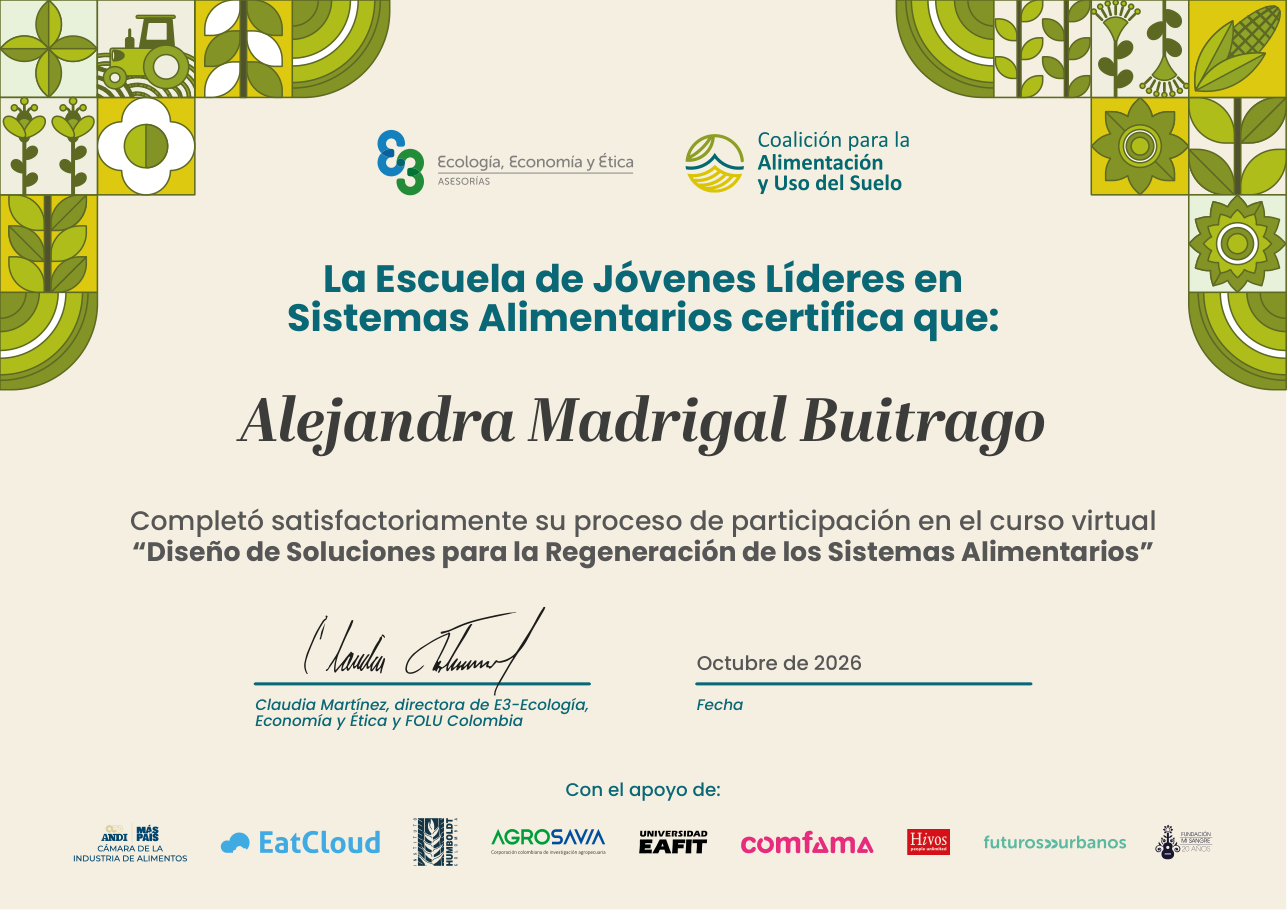 Ecología, Economía y Ética
ASESORÍAS
Coalición para la
Alimentación
y Uso del Suelo
La Escuela de Jóvenes Líderes en
Sistemas Alimentarios certifica que:
Alejandra Madrigal Buitrago
Completó satisfactoriamente su proceso de participación en el curso virtual
“Diseño de Soluciones para la Regeneración de los Sistemas Alimentarios”
Octubre de 2026
Claudia Martínez, directora de E3-Ecología,
Economía y Ética y FOLU Colombia
Fecha
Con el apoyo de:
ANDI MÁS PAÍS
CÁMARA DE LA
INDUSTRIA DE ALIMENTOS
EatCloud
INSTITUTO
HUMBOLDT
COLOMBIA
AGROSAVIA
Corporación colombiana de investigación agropecuaria
UNIVERSIDAD
EAFIT
comfama
Hivos
people unlimited
futuros»urbanos
FUNDACIÓN
MI SANGRE
20 AÑOS